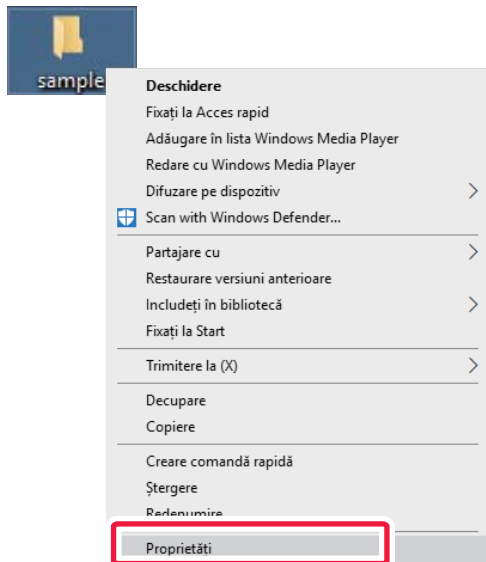 sample
Deschidere
Fixați la Acces rapid
Adăugare în lista Windows Media Player
Redare cu Windows Media Player
Difuzare pe dispozitiv
Scan with Windows Defender...
Partajare cu
Restaurare versiuni anterioare
Includeți în bibliotecă
Fixați la Start
Trimitere la (X)
Decupare
Copiere
Creare comandă rapidă
Ștergere
Redenumire
Proprietăți